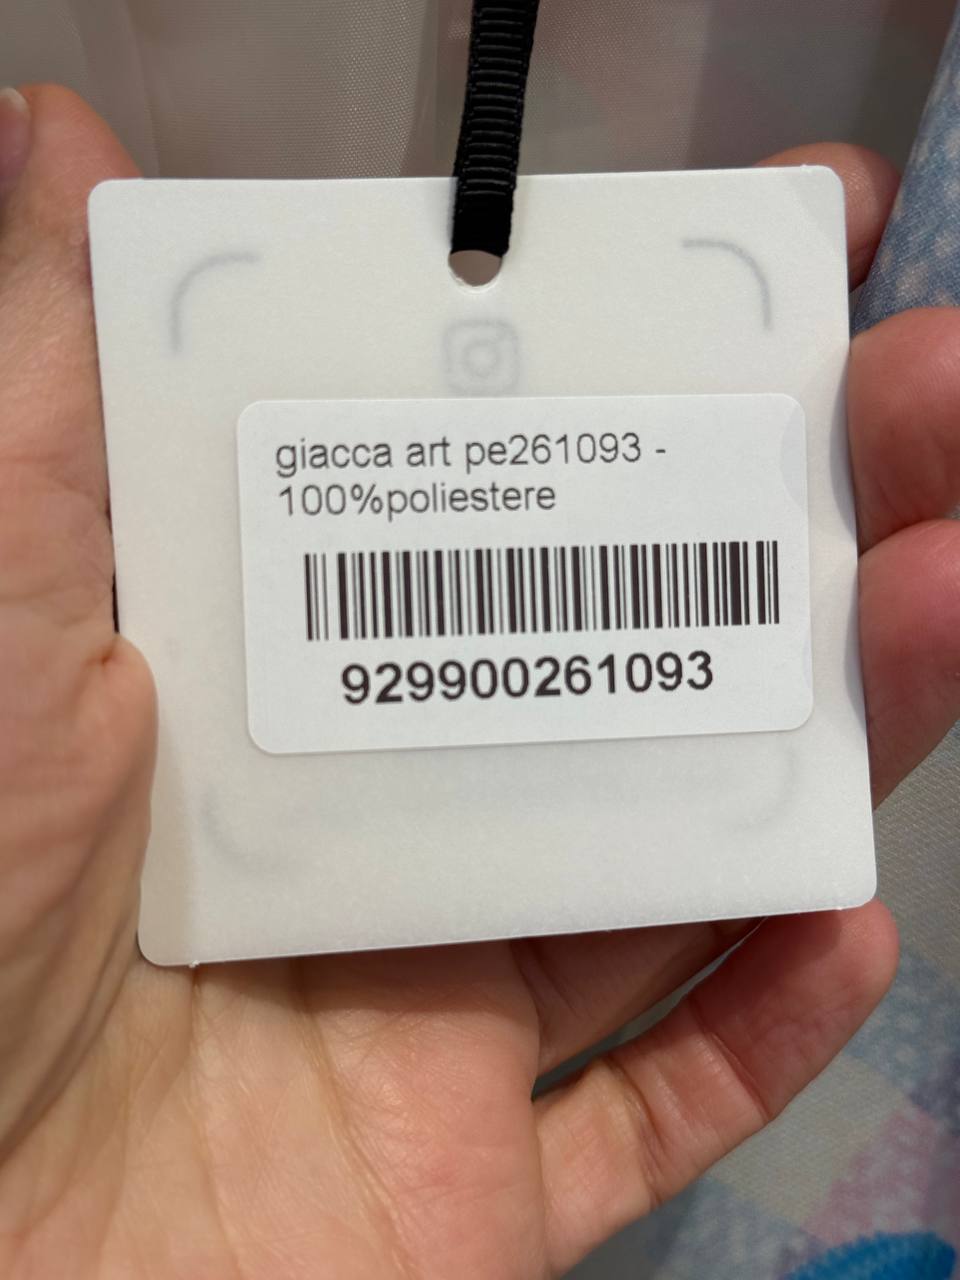 giacca art pe261093 -
100%poliestere
929900261093